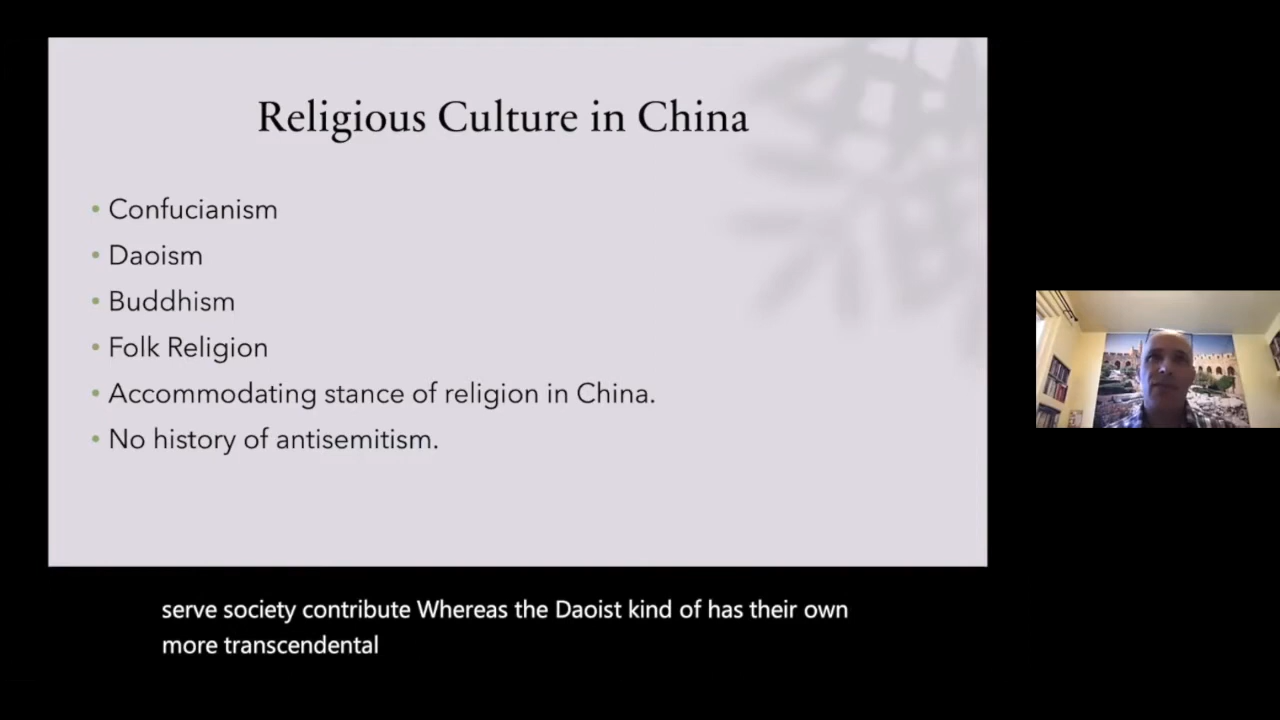 Religious Culture in China
• Confucianism
• Daoism
• Buddhism
• Folk Religion
• Accommodating stance of religion in China.
• No history of antisemitism.
serve society contribute Whereas the Daoist kind of has their own
more transcendental